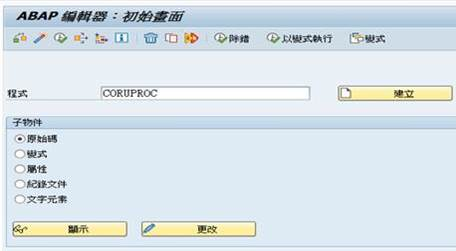 ABAP 編輯器：初始畫面
除錯 以變式執行 變式
程式 CORUPROC 建立
子物件
原始碼
變式
屬性
紀錄文件
文字元素
顯示 更改